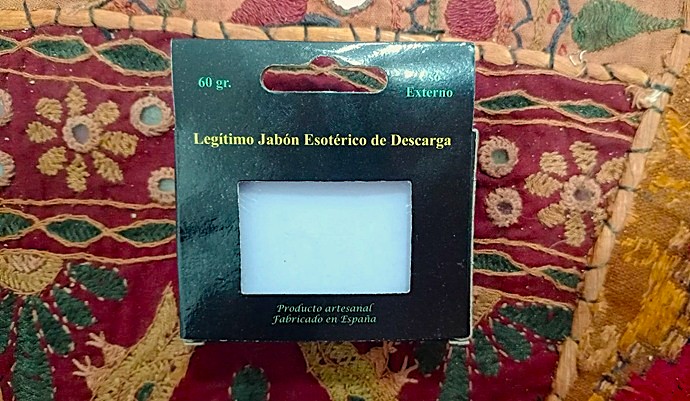 60 gr.
Externo
Legítimo Jabón Esotérico de Descarga
Producto artesanal
Fabricado en España